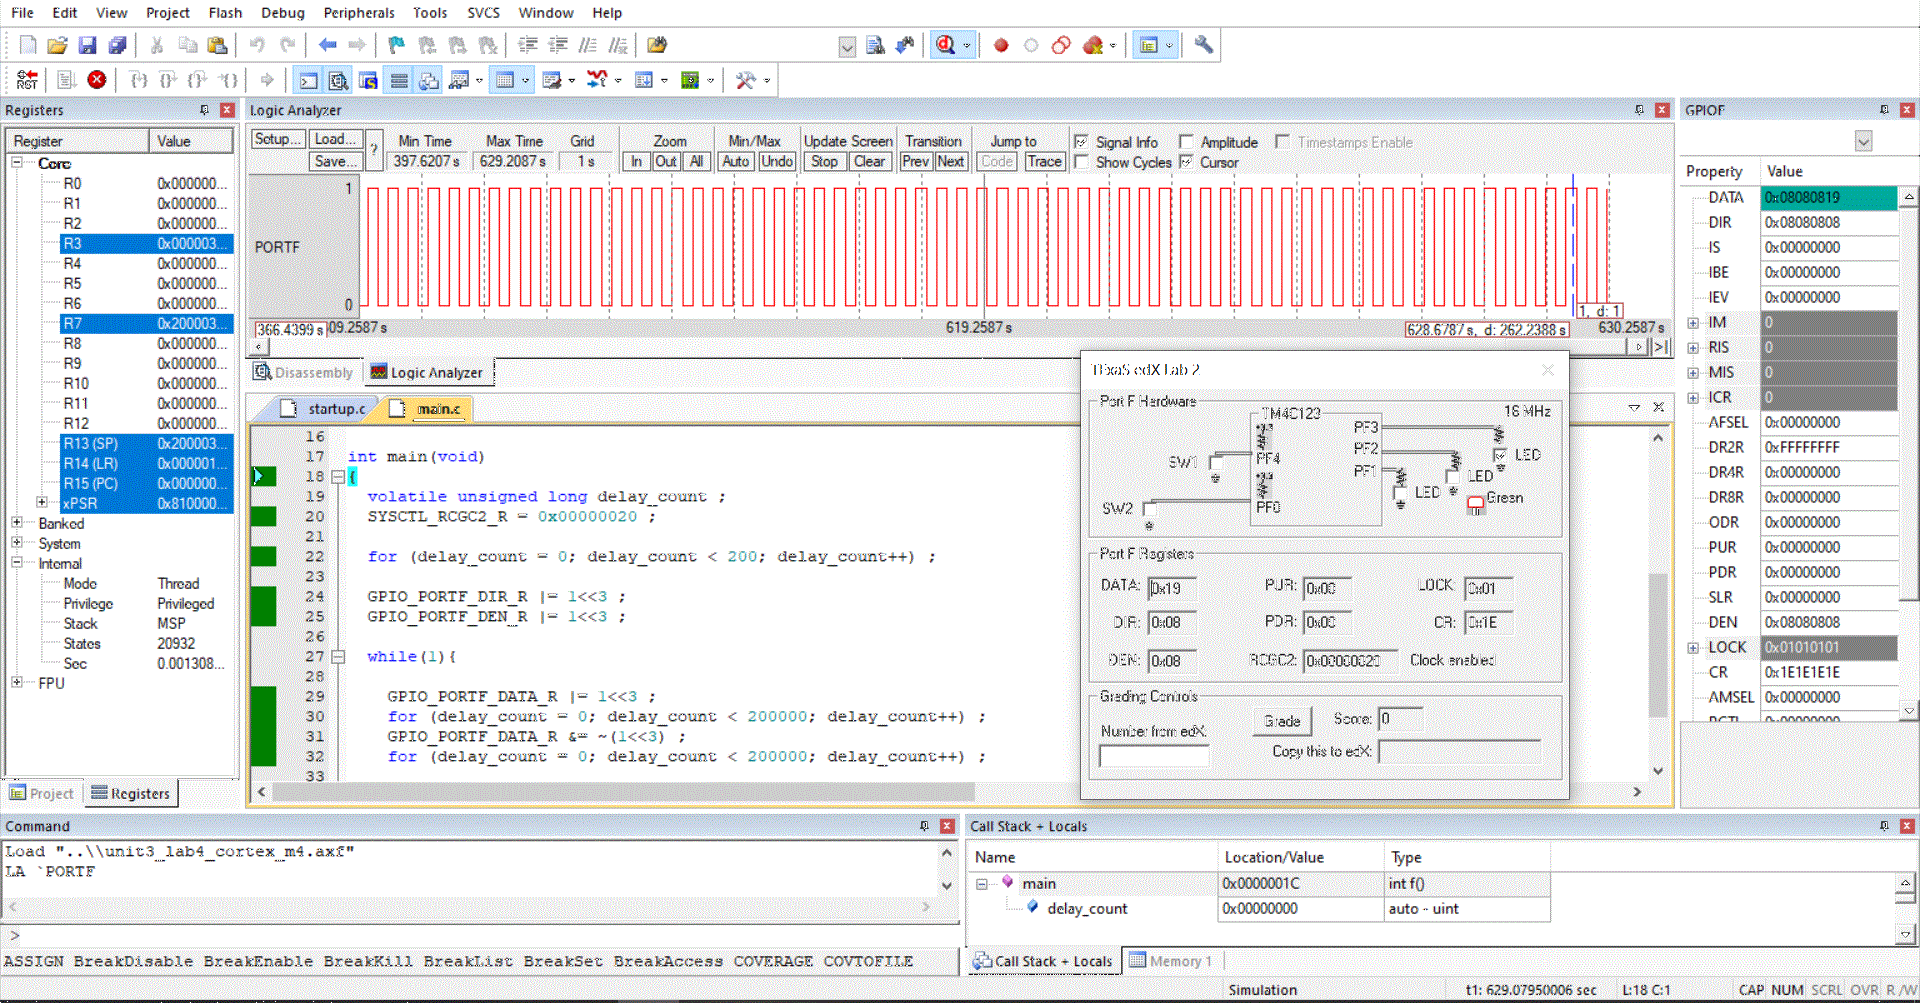 File Edit View Project Flash Debug Peripherals Tools SVCS Window Help
RST
Registers
Register Value
Core
R0 0x000000...
R1 0x000000...
R2 0x000000...
R3 0x000003...
R4 0x000000...
R5 0x000000...
R6 0x000000...
R7 0x200003...
R8 0x000000...
R9 0x000000...
R10 0x000000...
R11 0x000000...
R12 0x000000...
R13 (SP) 0x200003...
R14 (LR) 0x000001...
R15 (PC) 0x000000...
xPSR 0x810000...
Banked
System
Internal
Mode Thread
Privilege Privileged
Stack MSP
States 20932
Sec 0.001308...
FPU
Project Registers
Logic Analyzer
Setup... Load... Min Time Max Time Grid Zoom Min/Max Update Screen Transition Jump to Signal Info Amplitude Timestamps Enable
Save... ? 397.6207 s 629.2087 s 1 s In Out All Auto Undo Stop Clear Prev Next Code Trace Show Cycles Cursor
1
PORTF
0
1, d: 1
366.4399 s 09.2587 s 619.2587 s 628.6787 s, d: 262.2388 s 630.2587 s
Disassembly Logic Analyzer
startup.c main.c
16
17 int main(void)
18 {
19 volatile unsigned long delay_count ;
20 SYSCTL_RCGC2_R = 0x00000020 ;
21
22 for (delay_count = 0; delay_count < 200; delay_count++) ;
23
24 GPIO_PORTF_DIR_R |= 1<<3 ;
25 GPIO_PORTF_DEN_R |= 1<<3 ;
26
27 while(1){
28
29 GPIO_PORTF_DATA_R |= 1<<3 ;
30 for (delay_count = 0; delay_count < 200000; delay_count++) ;
31 GPIO_PORTF_DATA_R &= ~(1<<3) ;
32 for (delay_count = 0; delay_count < 200000; delay_count++) ;
33
TExaS edX Lab 2
Port F Hardware
TM4C123 16 MHz
PF3
PF2
PF1
SW1 PF4
SW2 PF0
LED
LED
LED
Green
Port F Registers
DATA: 0x19 PUR: 0x00 LOCK: 0x01
DIR: 0x08 PDR: 0x00 CR: 0x1E
DEN: 0x08 RCGC2: 0x00000020 Clock enabled
Grading Controls
Number from edX: Grade Score: 0
Copy this to edX:
GPIOF
Property Value
DATA 0x08080819
DIR 0x08080808
IS 0x00000000
IBE 0x00000000
IEV 0x00000000
IM 0
RIS 0
MIS 0
ICR 0
AFSEL 0x00000000
DR2R 0xFFFFFFFF
DR4R 0x00000000
DR8R 0x00000000
ODR 0x00000000
PUR 0x00000000
PDR 0x00000000
SLR 0x00000000
DEN 0x08080808
LOCK 0x01010101
CR 0x1E1E1E1E
AMSEL 0x00000000
Command
Load "..\\unit3_lab4_cortex_m4.axf"
LA `PORTF
>
ASSIGN BreakDisable BreakEnable BreakKill BreakList BreakSet BreakAccess COVERAGE COVTOFILE
Call Stack + Locals
Name Location/Value Type
main 0x0000001C int f()
delay_count 0x00000000 auto - uint
Call Stack + Locals Memory 1
Simulation t1: 629.07950006 sec L:18 C:1 CAP NUM SCRL OVR R/W